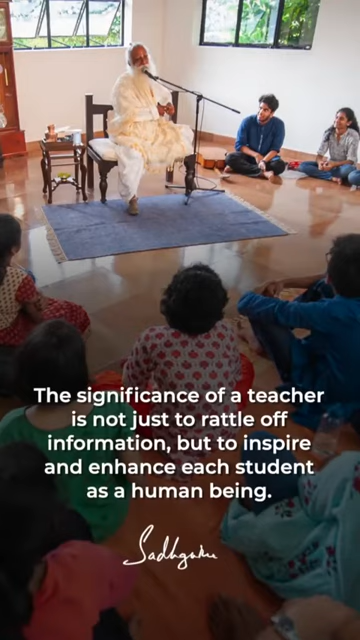 The significance of a teacher
is not just to rattle off
information, but to inspire
and enhance each student
as a human being.
Sadhguru